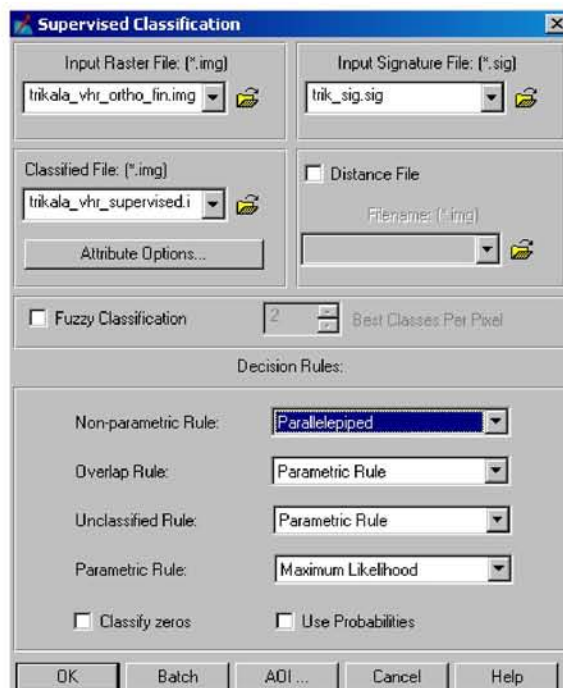 Supervised Classification
Input Raster File: (*.img)
trikala_vhr_ortho_fin.img
Input Signature File: (*.sig)
trik_sig.sig
Classified File: (*.img)
trikala_vhr_supervised.i
Attribute Options...
Distance File
Filename: (*.img)
Fuzzy Classification
2
Best Classes Per Pixel
Decision Rules:
Non-parametric Rule:
Parallelepiped
Overlap Rule:
Parametric Rule
Unclassified Rule:
Parametric Rule
Parametric Rule:
Maximum Likelihood
Classify zeros
Use Probabilities
OK
Batch
AOI ...
Cancel
Help